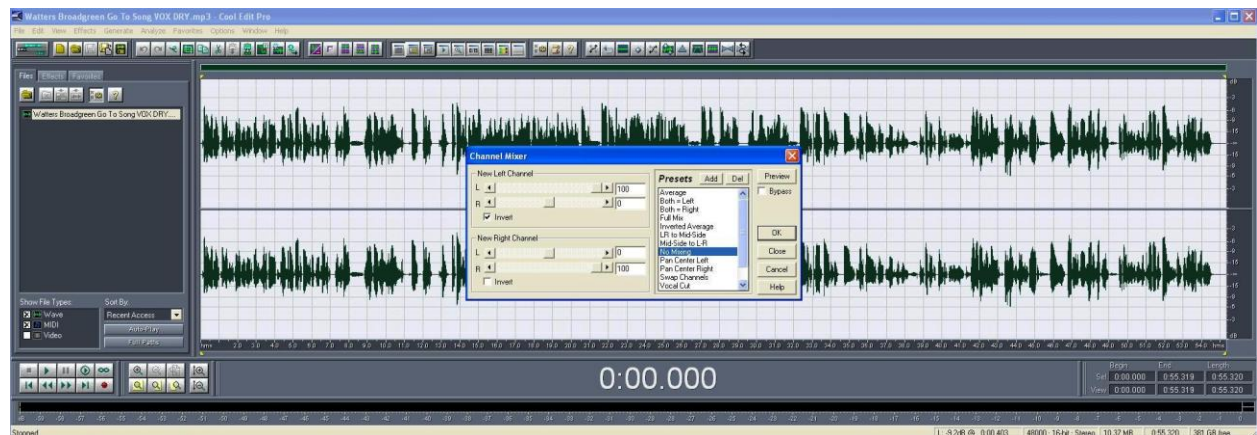 Watters Broadgreen Go To Song VOX DRY.mp3 - Cool Edit Pro
File Edit View Effects Generate Analyze Favorites Options Window Help
Files Effects Favorites
Watters Broadgreen Go To Song VOX DRY....
Show File Types:
Sort By:
Wave
MIDI
Video
Recent Access
Auto-Play
Full Paths
Channel Mixer
New Left Channel
L 100
R 0
Invert
New Right Channel
L 0
R 100
Invert
Presets Add Del
Average
Both = Left
Both = Right
Full Mix
Inverted Average
LR to Mid-Side
Mid-Side to L-R
No Mixing
Pan Center Left
Pan Center Right
Swap Channels
Vocal Cut
Preview
Bypass
OK
Close
Cancel
Help
0:00.000
Begin End Length
Sel 0:00.000 0:55.319 0:55.320
View 0:00.000 0:55.319 0:55.320
Stopped
L: -9.2dB @ 0:00.403 48000 · 16-bit · Stereo 10.37 MB 0:55.320 381 GB free